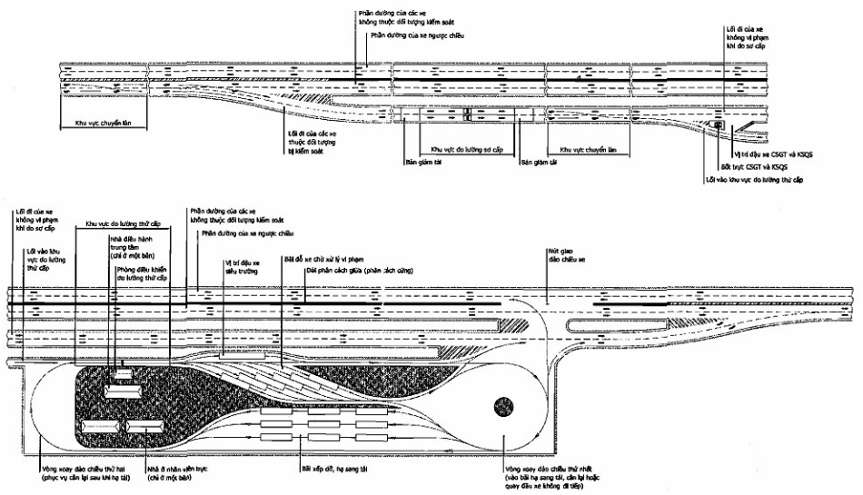 Phần đường của các xe
không thuộc đối tượng kiểm soát
Phần đường của xe ngược chiều
Lối đi của xe
không vi phạm
khi đo sơ cấp
Khu vực chuyển làn
Lối đi của các xe
thuộc đối tượng
bị kiểm soát
Khu vực đo lường sơ cấp
Bản giảm tải
Bản giảm tải
Khu vực chuyển làn
Vị trí đậu xe CSGT và KSQS
Bốt trực CSGT và KSQS
Lối vào khu vực đo lường thứ cấp
Lối đi của xe
không vi phạm
khi đo sơ cấp
Khu vực đo lường thứ cấp
Phần đường của các xe
không thuộc đối tượng kiểm soát
Phần đường của xe ngược chiều
Lối vào khu
vực đo lường
thứ cấp
Nhà điều hành
trung tâm
(chỉ ở một bên)
Phòng điều khiển
đo lường thứ cấp
Vị trí đậu xe
siêu trường
Bãi đỗ xe chờ xử lý vi phạm
Dải phân cách giữa (phân cách cứng)
Nút giao
đảo chiều xe
Vòng xoay đảo chiều thứ hai
(phục vụ cân lại sau khi hạ tải)
Nhà ở nhân viên trực
(chỉ ở một bên)
Bãi xếp dỡ, hạ sang tải
Vòng xoay đảo chiều thứ nhất
(vào bãi hạ sang tải, cân lại hoặc
quay đầu xe không đi tiếp)